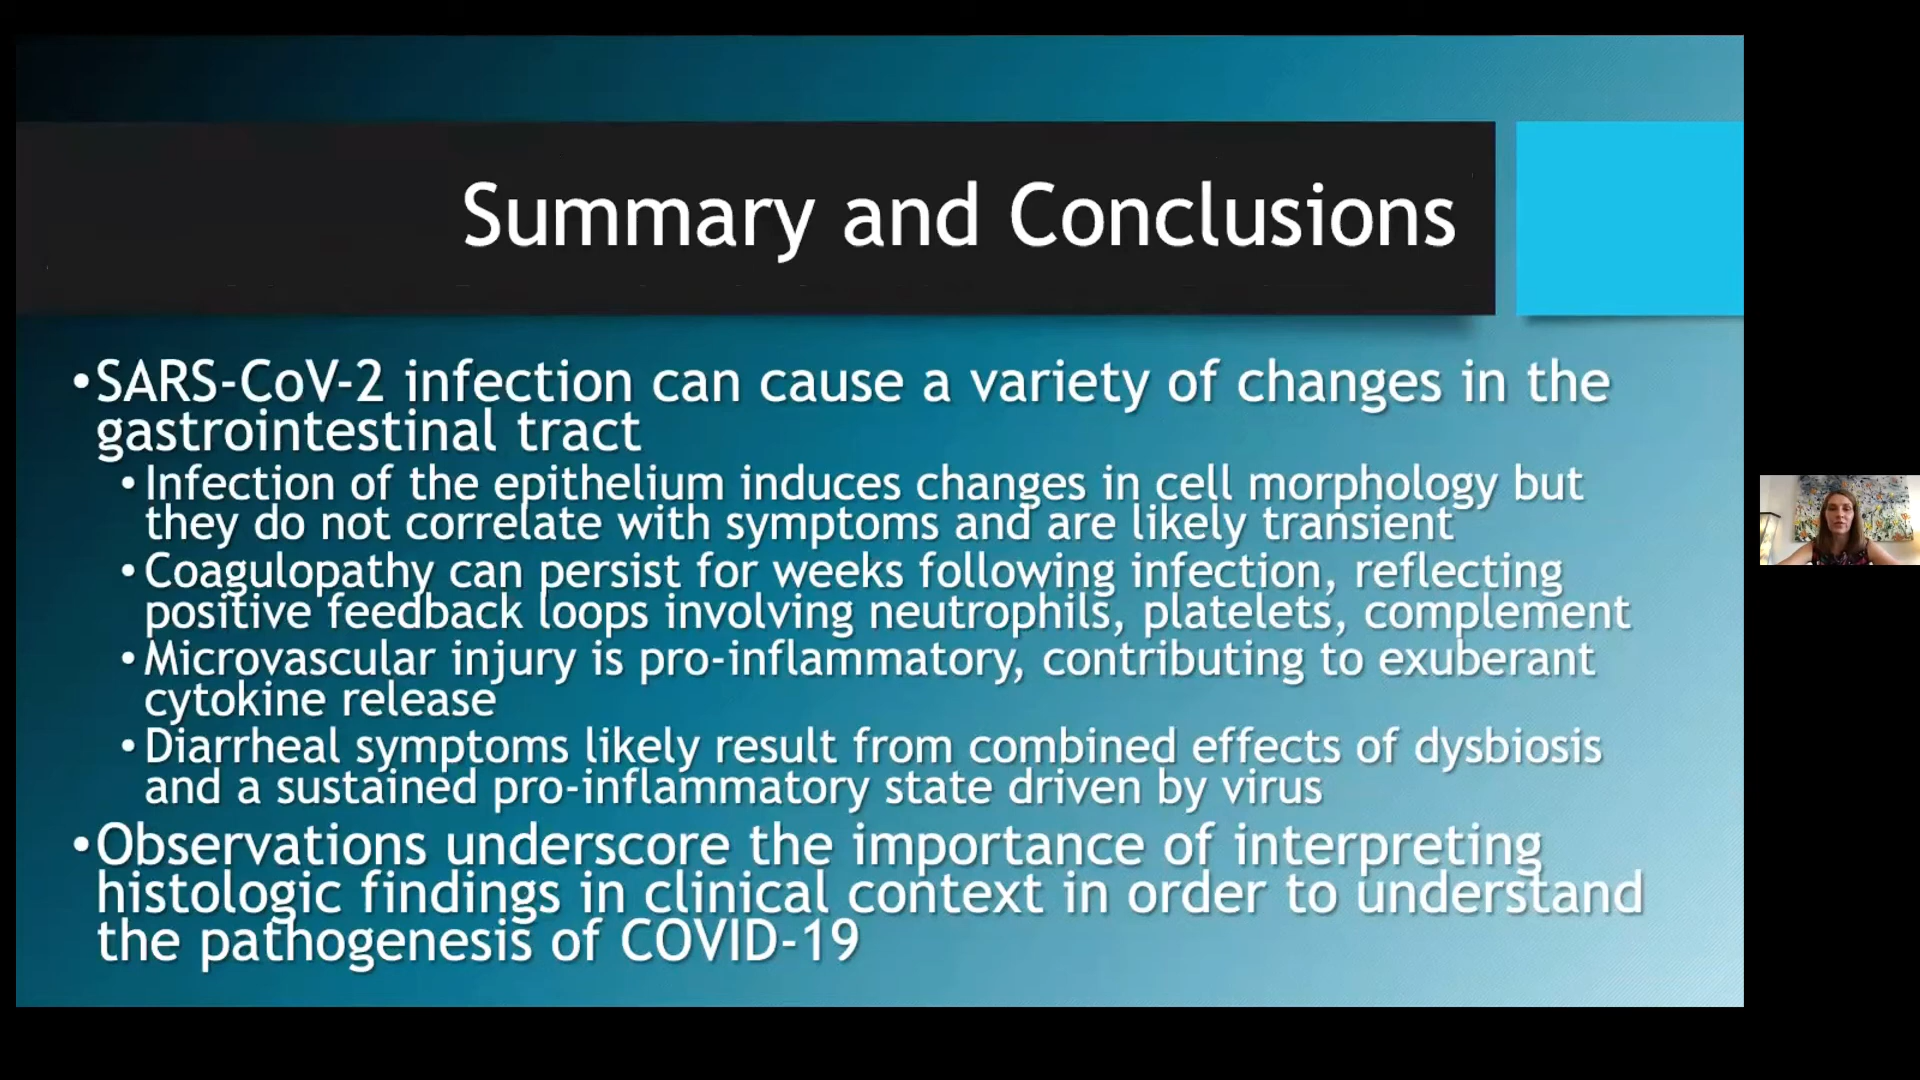 Summary and Conclusions
•SARS-CoV-2 infection can cause a variety of changes in the
gastrointestinal tract
•Infection of the epithelium induces changes in cell morphology but
they do not correlate with symptoms and are likely transient
•Coagulopathy can persist for weeks following infection, reflecting
positive feedback loops involving neutrophils, platelets, complement
•Microvascular injury is pro-inflammatory, contributing to exuberant
cytokine release
•Diarrheal symptoms likely result from combined effects of dysbiosis
and a sustained pro-inflammatory state driven by virus
•Observations underscore the importance of interpreting
histologic findings in clinical context in order to understand
the pathogenesis of COVID-19